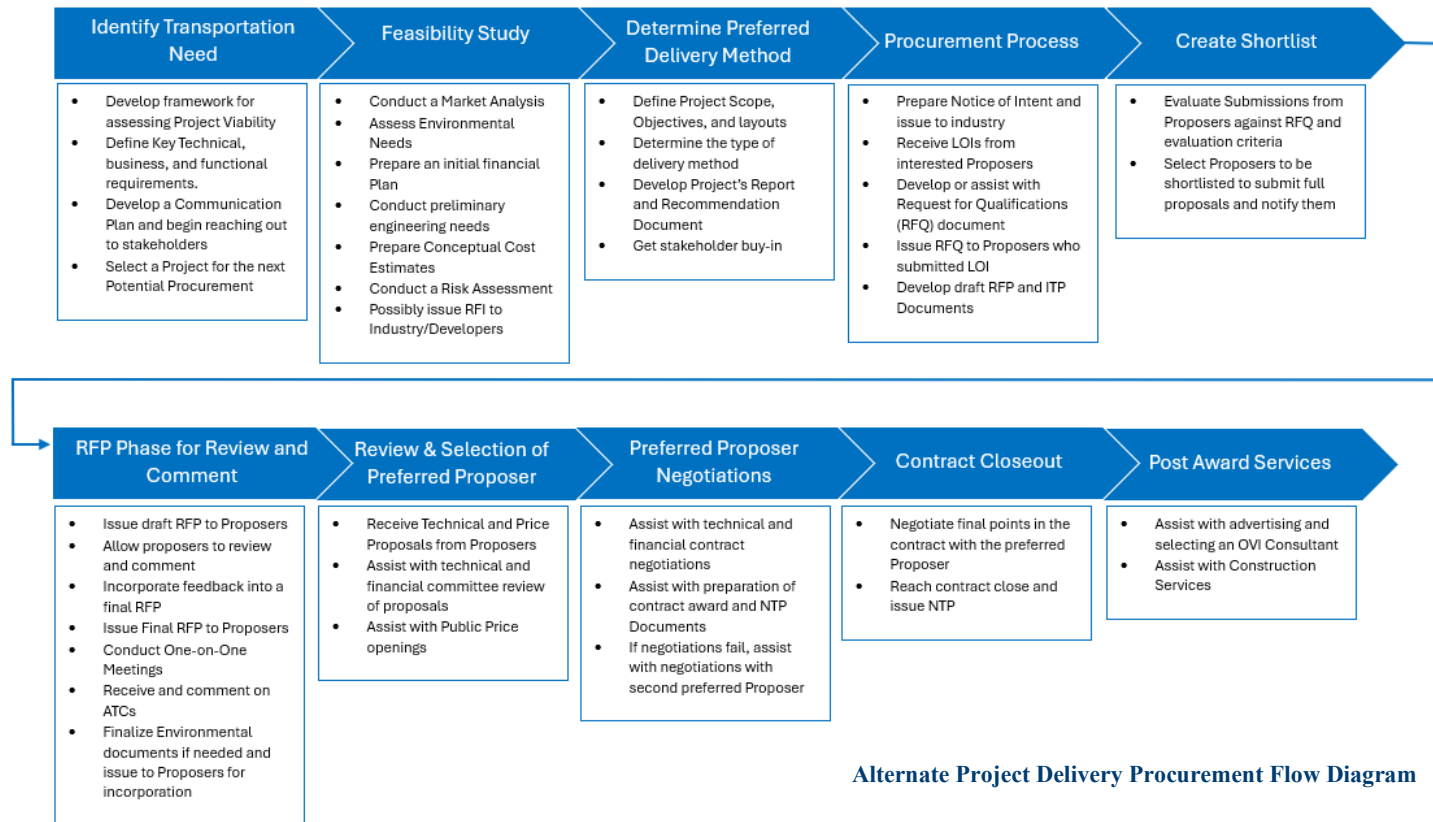 Identify Transportation
Need
Feasibility Study
Determine Preferred
Delivery Method
Procurement Process
Create Shortlist
• Develop framework for
assessing Project Viability
• Define Key Technical,
business, and functional
requirements.
• Develop a Communication
Plan and begin reaching out
to stakeholders
• Select a Project for the next
Potential Procurement
• Conduct a Market Analysis
• Assess Environmental
Needs
• Prepare an initial financial
Plan
• Conduct preliminary
engineering needs
• Prepare Conceptual Cost
Estimates
• Conduct a Risk Assessment
• Possibly issue RFI to
Industry/Developers
• Define Project Scope,
Objectives, and layouts
• Determine the type of
delivery method
• Develop Project's Report
and Recommendation
Document
• Get stakeholder buy-in
• Prepare Notice of Intent and
issue to industry
• Receive LOIs from
interested Proposers
• Develop or assist with
Request for Qualifications
(RFQ) document
• Issue RFQ to Proposers who
submitted LOI
• Develop draft RFP and ITP
Documents
• Evaluate Submissions from
Proposers against RFQ and
evaluation criteria
• Select Proposers to be
shortlisted to submit full
proposals and notify them
RFP Phase for Review and
Comment
Review & Selection of
Preferred Proposer
Preferred Proposer
Negotiations
Contract Closeout
Post Award Services
• Issue draft RFP to Proposers
• Allow proposers to review
and comment
• Incorporate feedback into a
final RFP
• Issue Final RFP to Proposers
• Conduct One-on-One
Meetings
• Receive and comment on
ATCs
• Finalize Environmental
documents if needed and
issue to Proposers for
incorporation
• Receive Technical and Price
Proposals from Proposers
• Assist with technical and
financial committee review
of proposals
• Assist with Public Price
openings
• Assist with technical and
financial contract
negotiations
• Assist with preparation of
contract award and NTP
Documents
• If negotiations fail, assist
with negotiations with
second preferred Proposer
• Negotiate final points in the
contract with the preferred
Proposer
• Reach contract close and
issue NTP
• Assist with advertising and
selecting an OVI Consultant
• Assist with Construction
Services
Alternate Project Delivery Procurement Flow Diagram